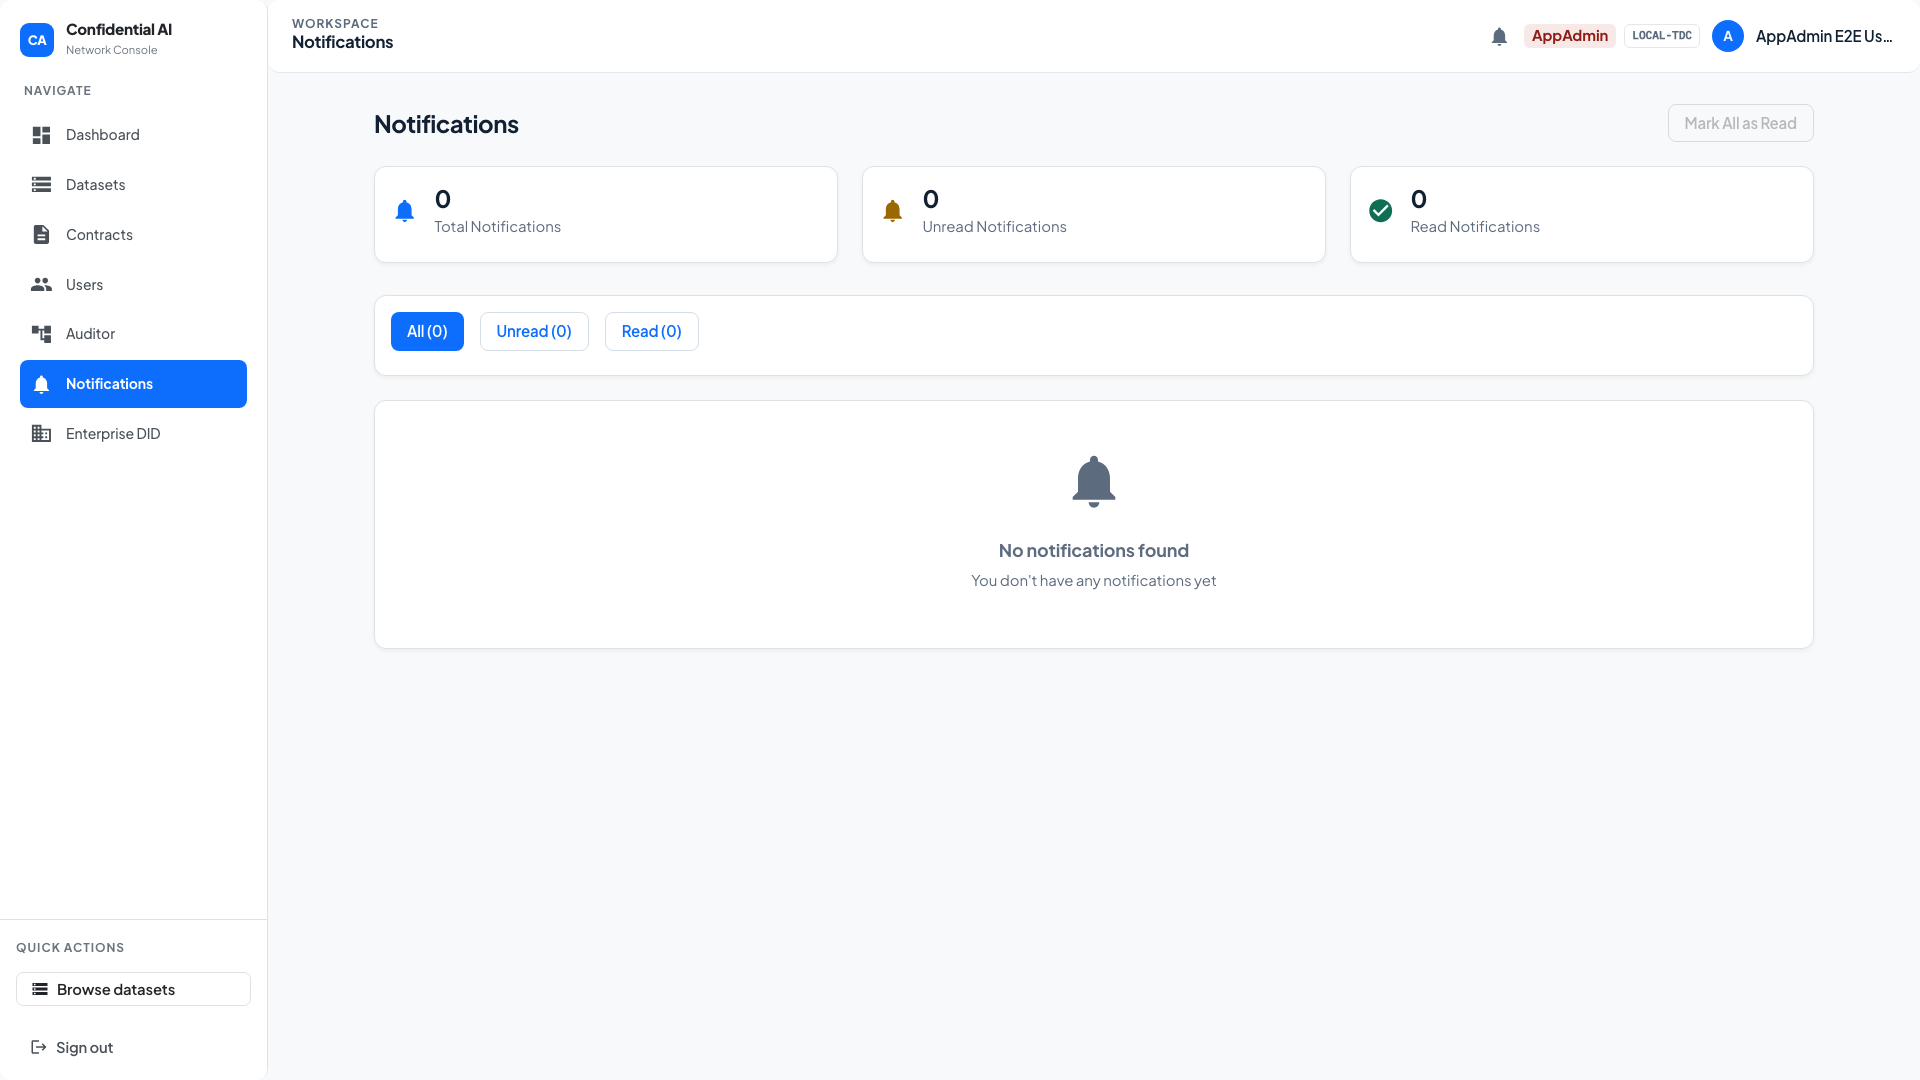 CA
Confidential AI
Network Console
NAVIGATE
Dashboard
Datasets
Contracts
Users
Auditor
Notifications
Enterprise DID
QUICK ACTIONS
Browse datasets
Sign out
WORKSPACE
Notifications
AppAdmin
LOCAL-TDC
A
AppAdmin E2E Us...
Notifications
Mark All as Read
0
Total Notifications
0
Unread Notifications
0
Read Notifications
All (0)
Unread (0)
Read (0)
No notifications found
You don't have any notifications yet